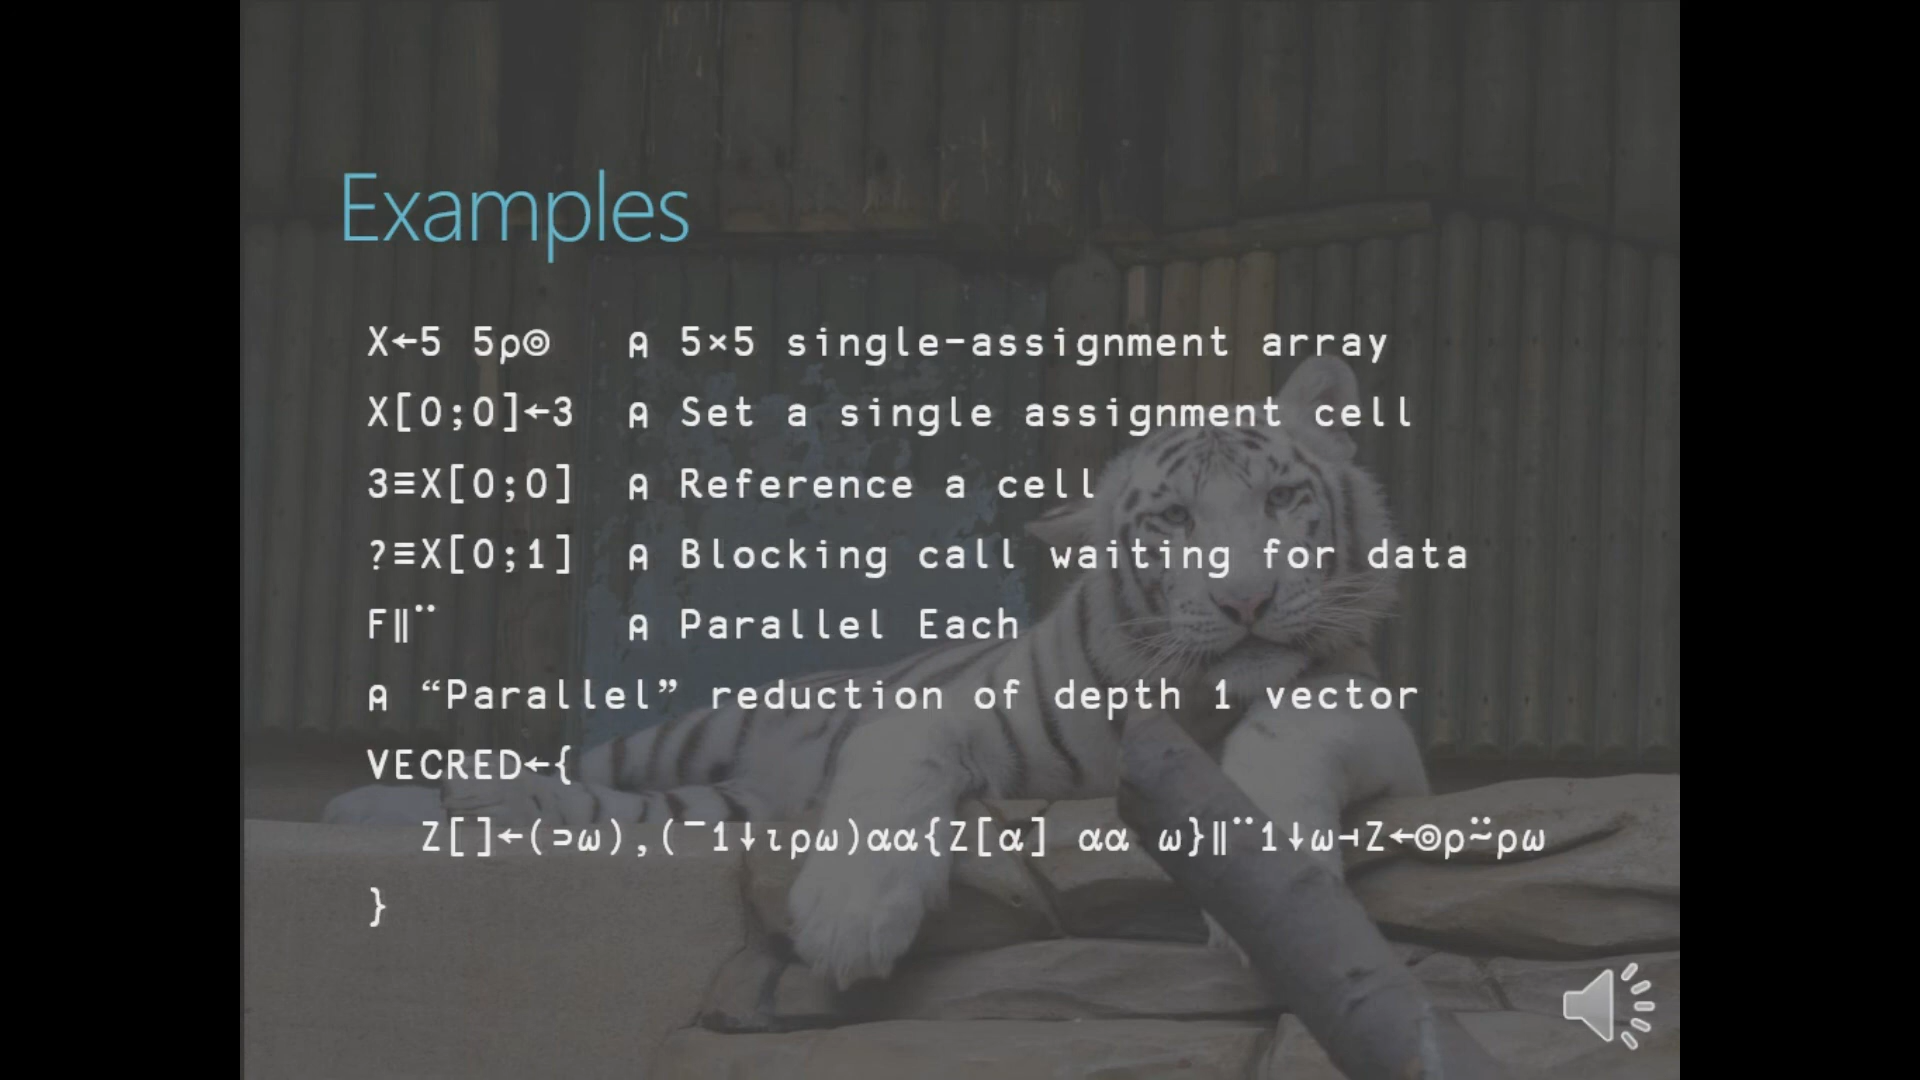 Examples
X←5 5⍴⌾ ⍝ 5×5 single-assignment array
X[0;0]←3 ⍝ Set a single assignment cell
3≡X[0;0] ⍝ Reference a cell
?≡X[0;1] ⍝ Blocking call waiting for data
F∥¨ ⍝ Parallel Each
⍝ “Parallel” reduction of depth 1 vector
VECRED←{
Z[]←(⊃⍵),(¯1↓⍳⍴⍵)⍺⍺{Z[⍺] ⍺⍺ ⍵}∥¨1↓⍵⊣Z←⌾⍴⍨⍴⍵
}